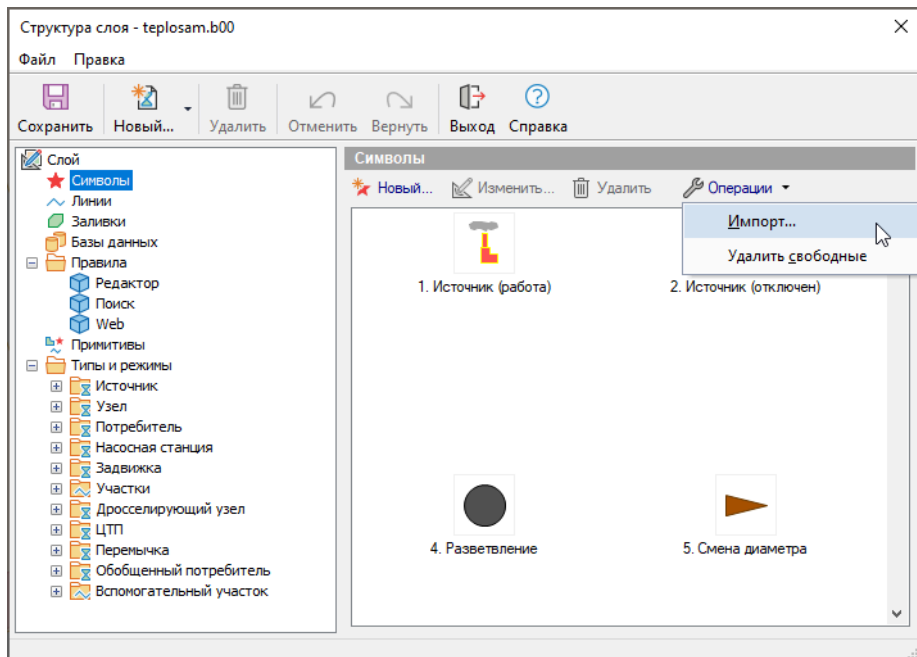 Структура слоя - teplosam.b00
Файл Правка
Сохранить Новый... Удалить Отменить Вернуть Выход Справка
Слой
Символы
Линии
Заливки
Базы данных
Правила
Редактор
Поиск
Web
Примитивы
Типы и режимы
Источник
Узел
Потребитель
Насосная станция
Задвижка
Участки
Дросселирующий узел
ЦТП
Перемычка
Обобщенный потребитель
Вспомогательный участок
Символы
Новый... Изменить... Удалить Операции
Импорт...
Удалить свободные
1. Источник (работа) 2. Источник (отключен)
4. Разветвление 5. Смена диаметра